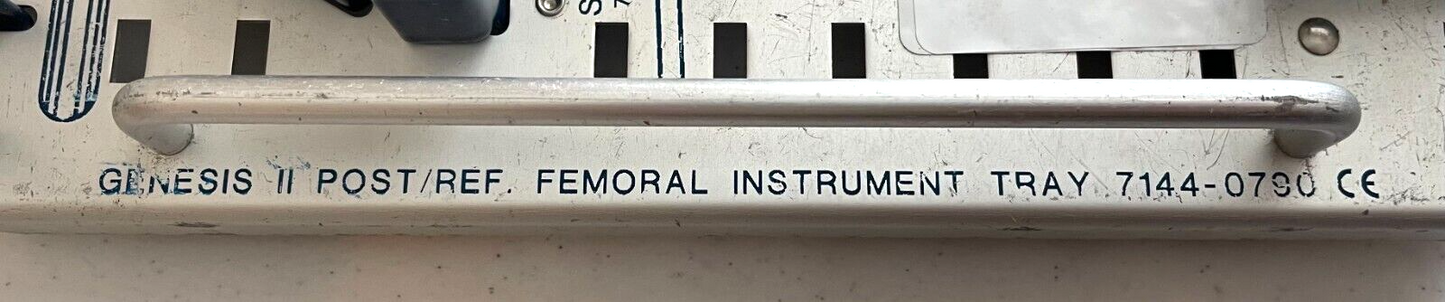 GENESIS II POST/REF. FEMORAL INSTRUMENT TRAY 7144-0790 CE